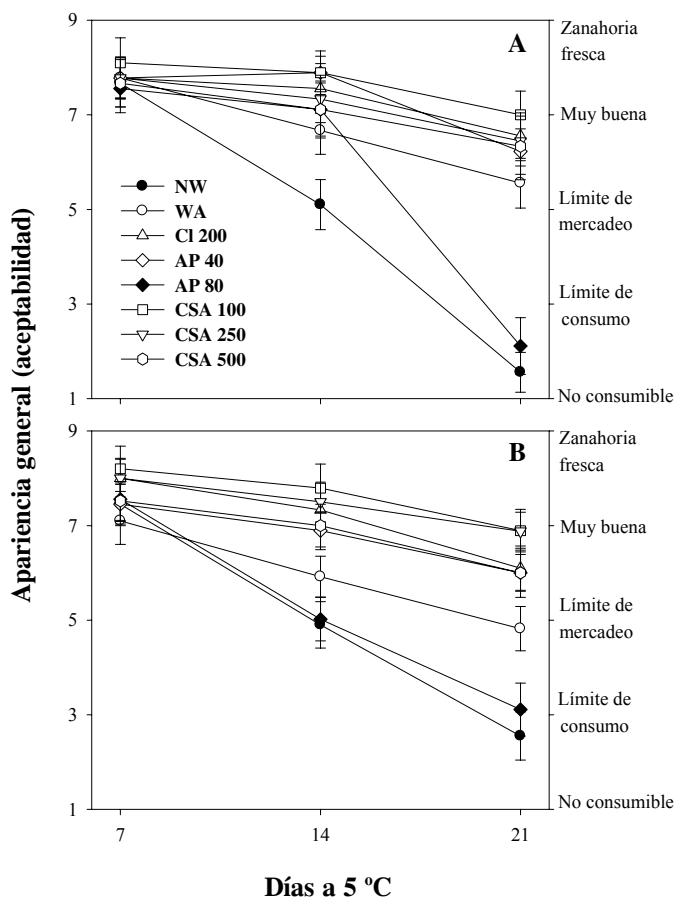 Apariencia general (aceptabilidad)
9
7
5
3
1
A
NW
WA
Cl 200
AP 40
AP 80
CSA 100
CSA 250
CSA 500
Zanahoria
fresca
Muy buena
Límite de
mercadeo
Límite de
consumo
No consumible
9
7
5
3
1
B
Zanahoria
fresca
Muy buena
Límite de
mercadeo
Límite de
consumo
No consumible
7 14 21
Días a 5 ºC